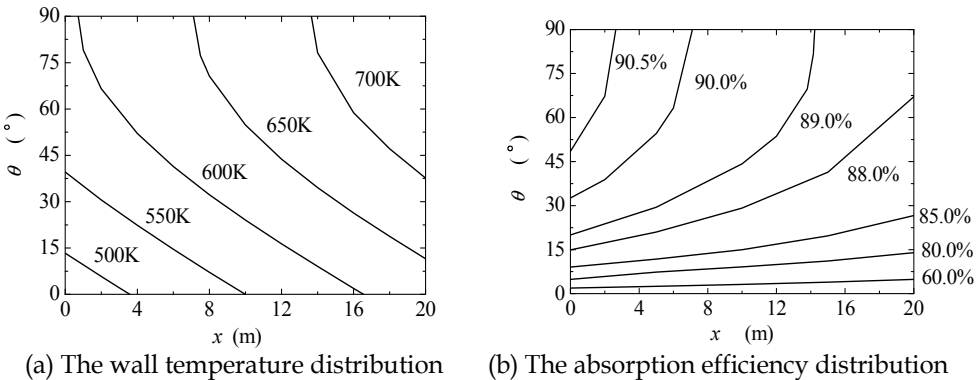 90
75
60
45
30
15
0
θ (°)
700K
650K
600K
550K
500K
0 4 8 12 16 20
x (m)
(a) The wall temperature distribution
90
75
60
45
30
15
0
θ (°)
90.5%
90.0%
89.0%
88.0%
85.0%
80.0%
60.0%
0 4 8 12 16 20
x (m)
(b) The absorption efficiency distribution